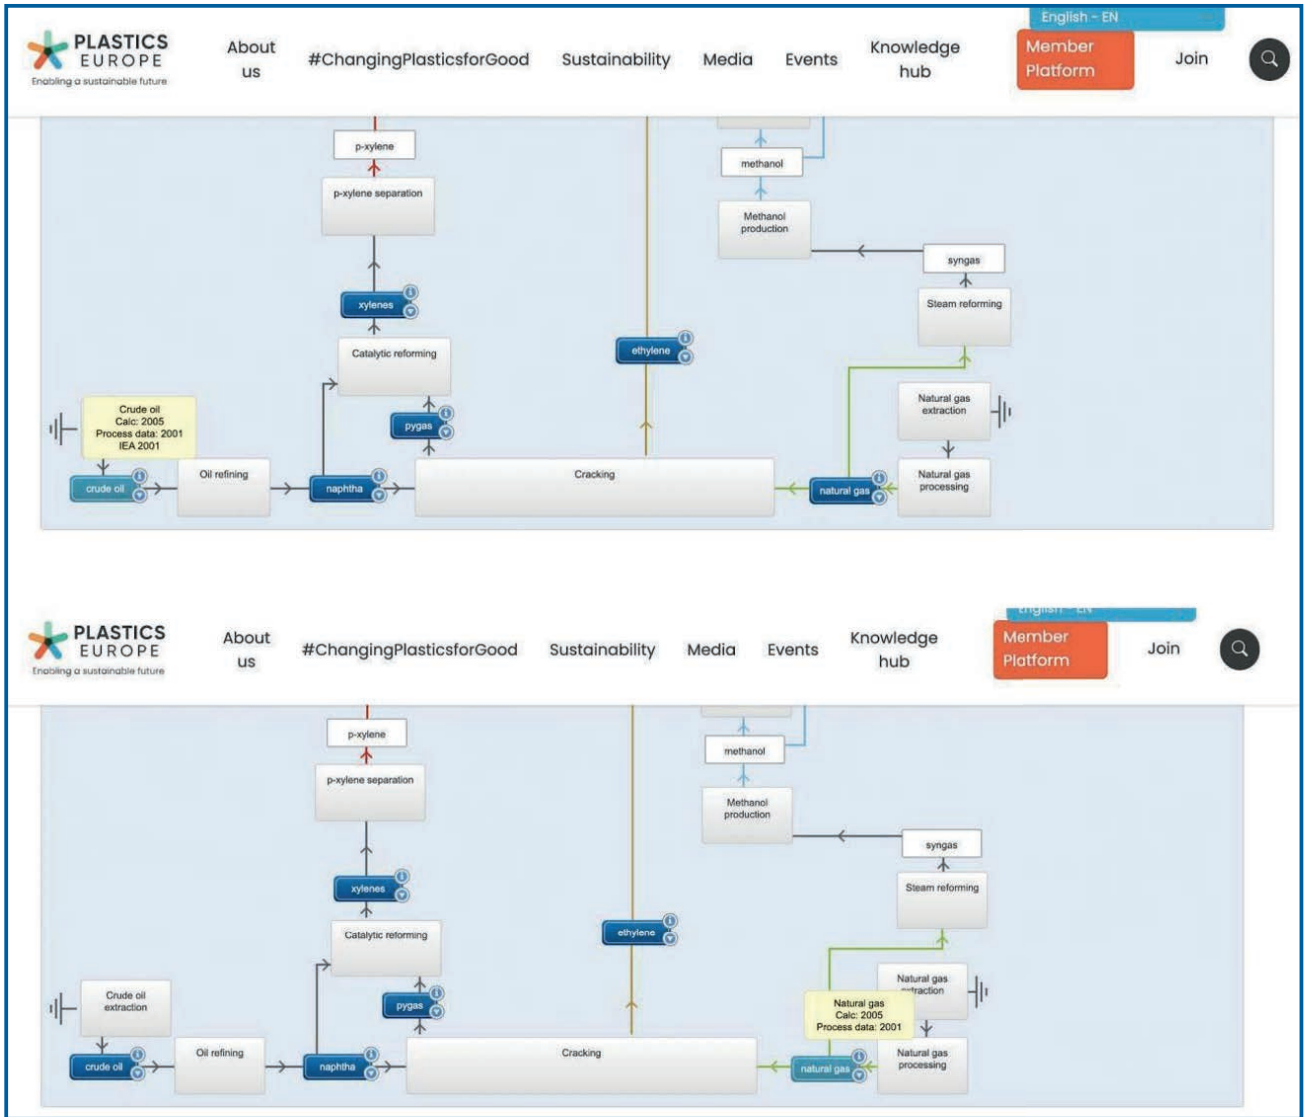 English - EN
PLASTICS
EUROPE
Enabling a sustainable future
About
us
#ChangingPlasticsforGood
Sustainability
Media
Events
Knowledge
hub
Member
Platform
Join
p-xylene
p-xylene separation
methanol
Methanol
production
syngas
Steam reforming
xylenes
Catalytic reforming
ethylene
Natural gas
extraction
Crude oil
Calc: 2005
Process data: 2001
IEA 2001
pygas
crude oil
Oil refining
naphtha
Cracking
natural gas
Natural gas
processing
English - EN
PLASTICS
EUROPE
Enabling a sustainable future
About
us
#ChangingPlasticsforGood
Sustainability
Media
Events
Knowledge
hub
Member
Platform
Join
p-xylene
p-xylene separation
methanol
Methanol
production
syngas
Steam reforming
xylenes
Catalytic reforming
ethylene
Natural gas
Crude oil
extraction
pygas
Natural gas
Calc: 2005
Process data: 2001
crude oil
Oil refining
naphtha
Cracking
natural gas
Natural gas
processing